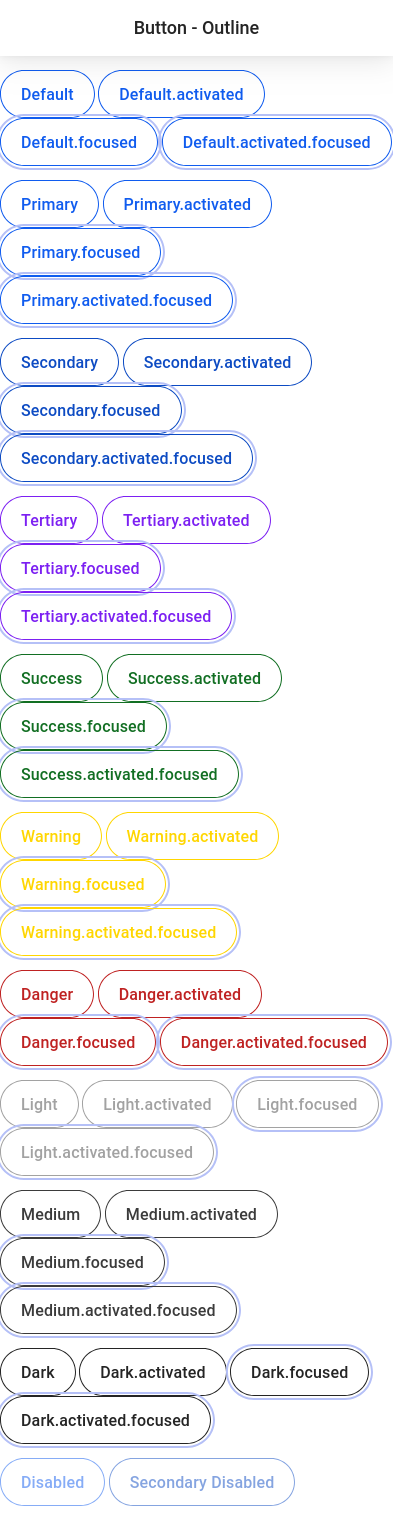 Button - Outline
Default Default.activated
Default.focused Default.activated.focused
Primary Primary.activated
Primary.focused
Primary.activated.focused
Secondary Secondary.activated
Secondary.focused
Secondary.activated.focused
Tertiary Tertiary.activated
Tertiary.focused
Tertiary.activated.focused
Success Success.activated
Success.focused
Success.activated.focused
Warning Warning.activated
Warning.focused
Warning.activated.focused
Danger Danger.activated
Danger.focused Danger.activated.focused
Light Light.activated Light.focused
Light.activated.focused
Medium Medium.activated
Medium.focused
Medium.activated.focused
Dark Dark.activated Dark.focused
Dark.activated.focused
Disabled Secondary Disabled